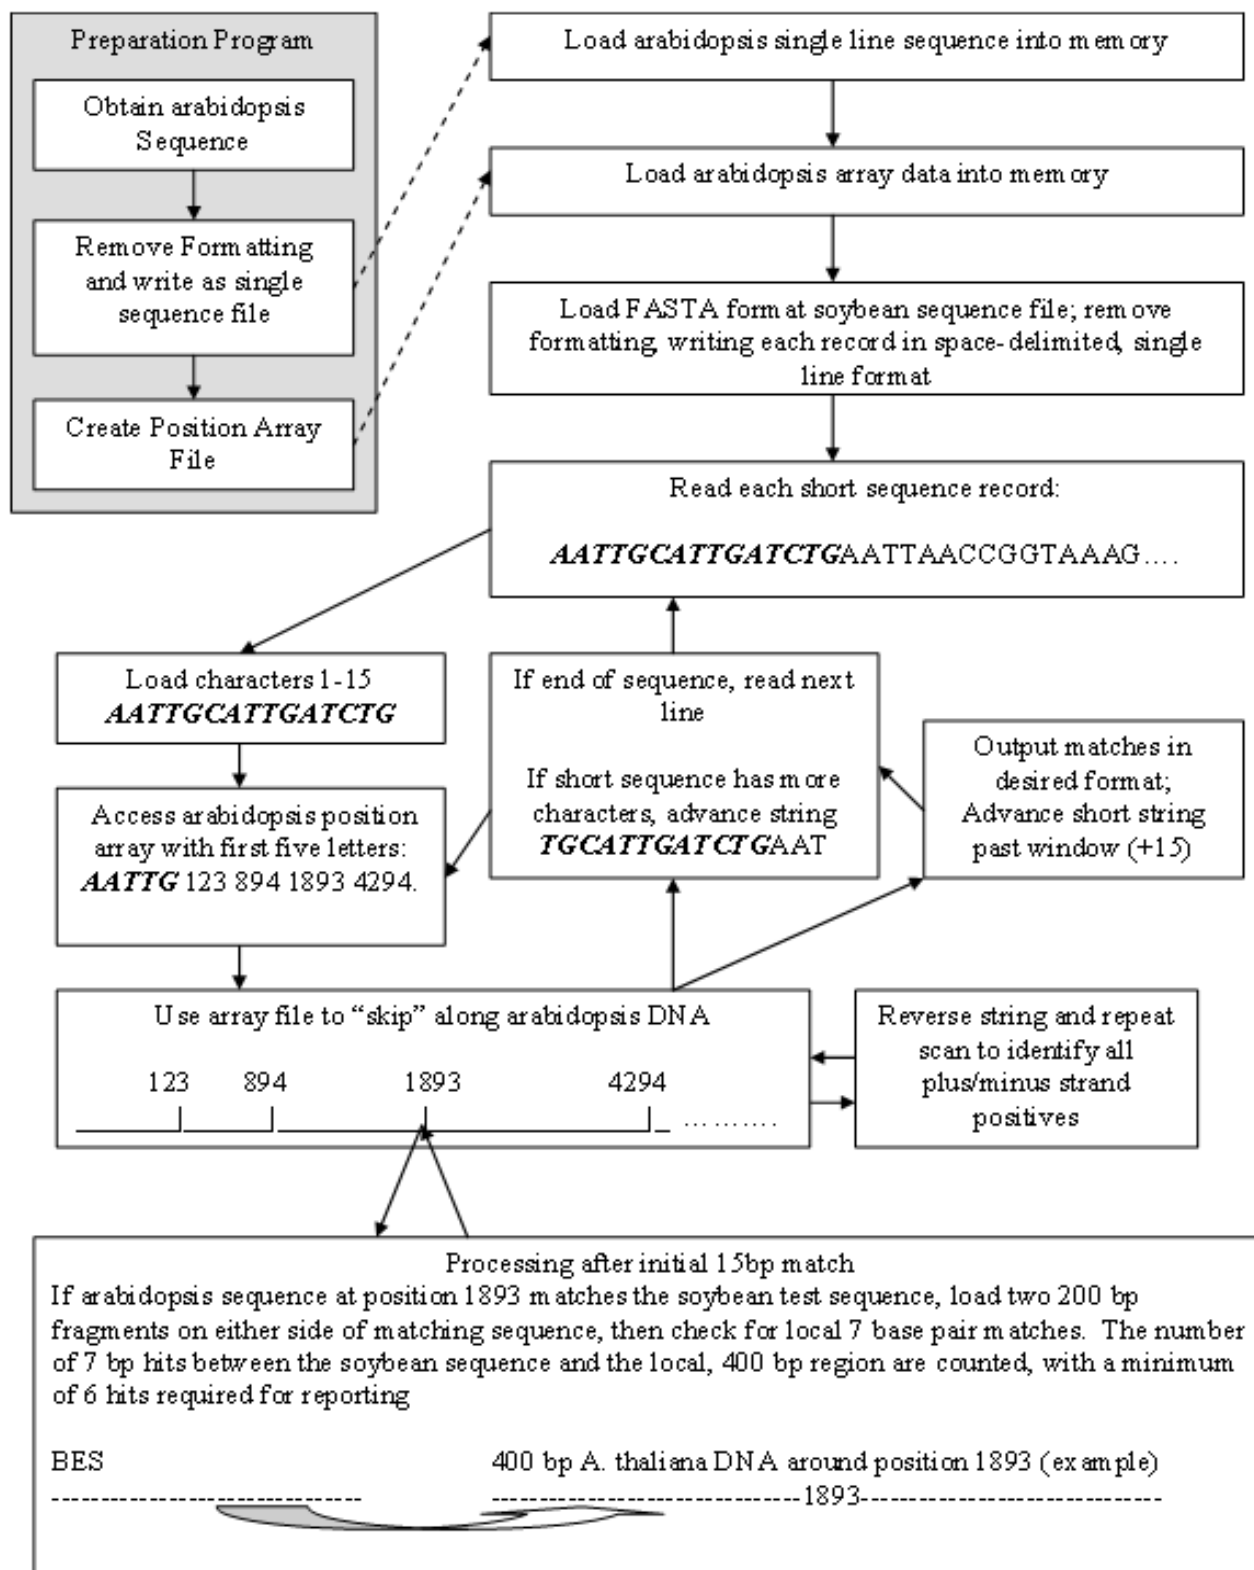 Preparation Program
Obtain arabidopsis
Sequence
Remove Formatting
and write as single
sequence file
Create Position Array
File
Load arabidopsis single line sequence into memory
Load arabidopsis array data into memory
Load FASTA format soybean sequence file; remove
formatting, writing each record in space-delimited, single
line format
Read each short sequence record:
AATTGCATTGATCTGAATTAACCGGTAAAG....
Load characters 1-15
AATTGCATTGATCTG
Access arabidopsis position
array with first five letters:
AATTG 123 894 1893 4294.
If end of sequence, read next
line
If short sequence has more
characters, advance string
TGCATTGATCTGAAT
Output matches in
desired format;
Advance short string
past window (+15)
Use array file to “skip” along arabidopsis DNA
123 894 1893 4294
..........
Reverse string and repeat
scan to identify all
plus/minus strand
positives
Processing after initial 15bp match
If arabidopsis sequence at position 1893 matches the soybean test sequence, load two 200 bp
fragments on either side of matching sequence, then check for local 7 base pair matches. The number
of 7 bp hits between the soybean sequence and the local, 400 bp region are counted, with a minimum
of 6 hits required for reporting
BES
400 bp A. thaliana DNA around position 1893 (example)
----------------------------
----------------------------1893---------------------------